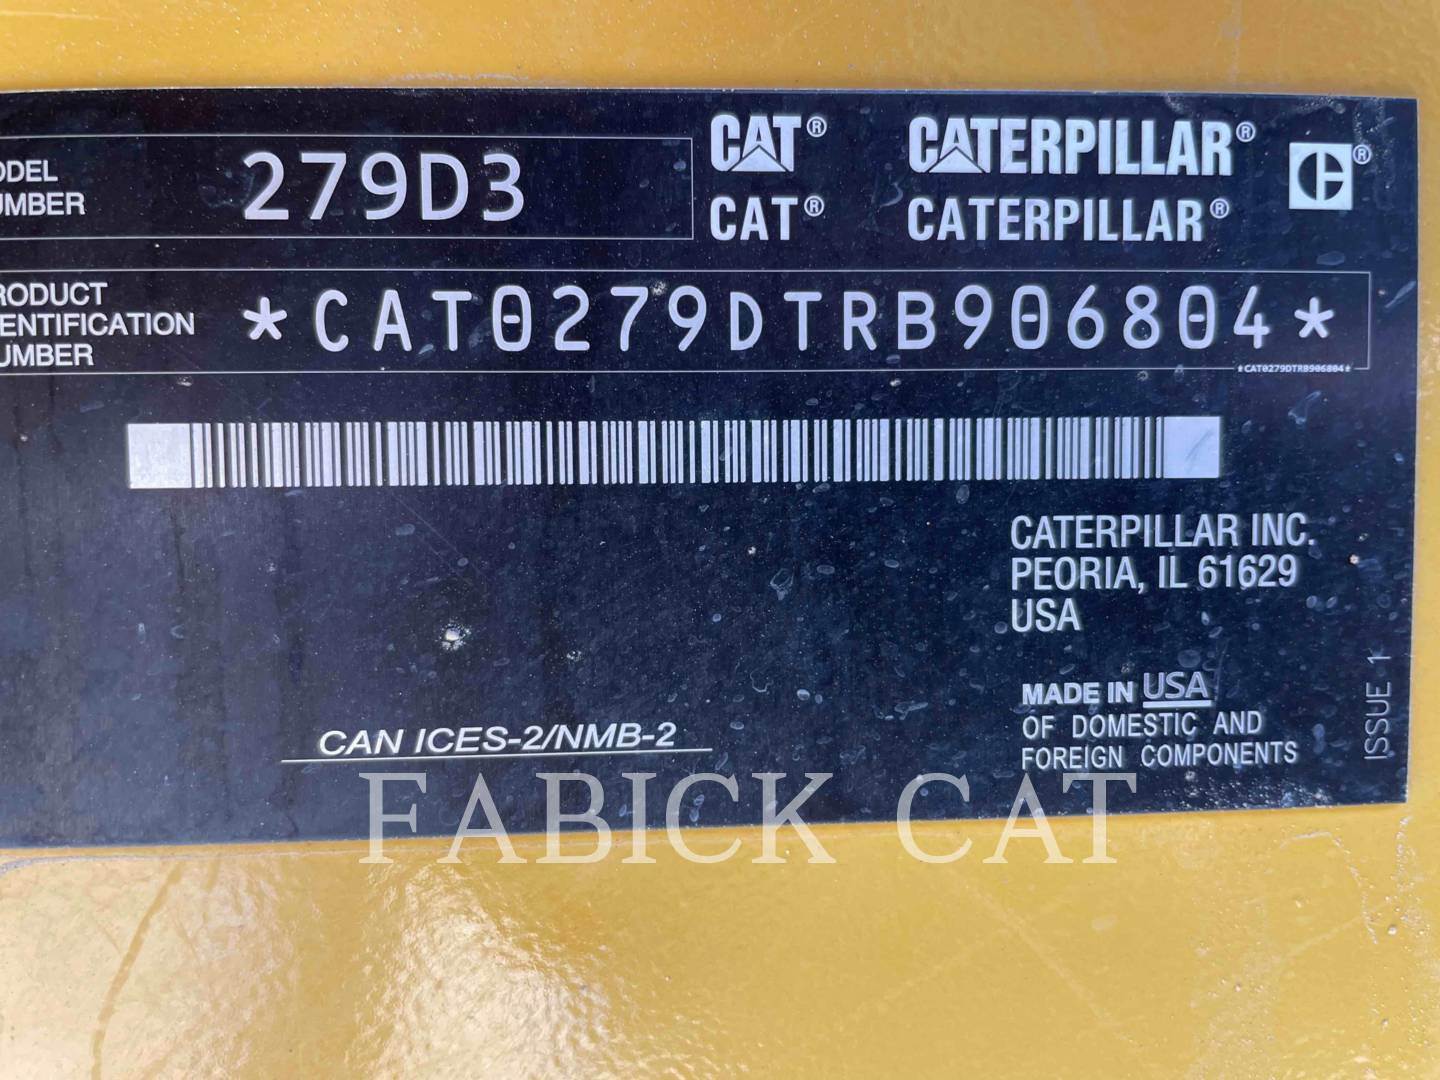 ODEL
UMBER
279D3
CAT® CATERPILLAR®
CAT® CATERPILLAR®
RODUCT
ENTIFICATION
UMBER
*CAT0279DTRB906804*
*CAT0279DTRB906804*
CATERPILLAR INC.
PEORIA, IL 61629
USA
MADE IN USA
OF DOMESTIC AND
FOREIGN COMPONENTS
ISSUE 1
CAN ICES-2/NMB-2
FABICK CAT